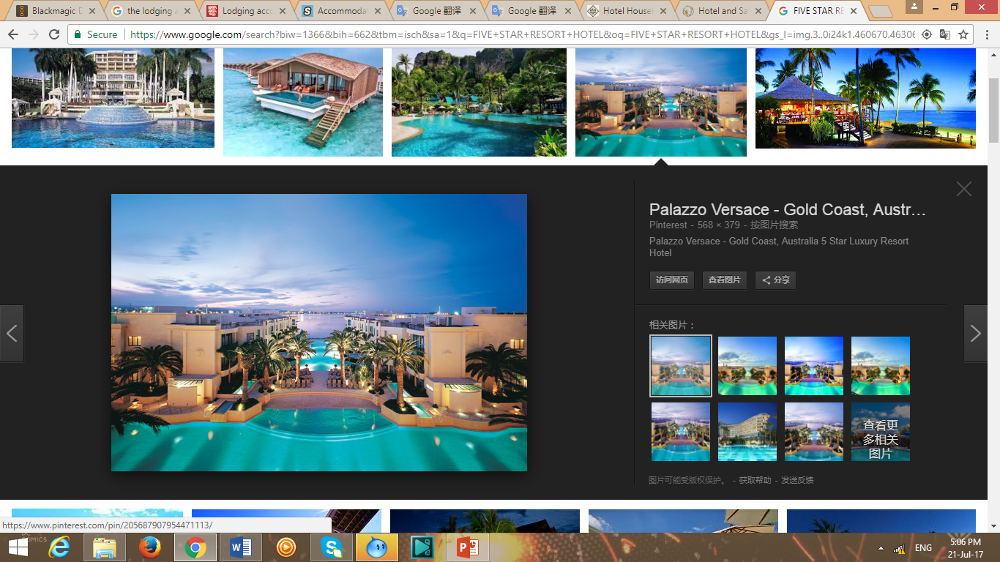 Blackmagic D
the lodging a
Lodging acco
Accommoda
Google 翻译
Google 翻译
Hotel Housel
Hotel and Sa
FIVE STAR RE
Secure
https://www.google.com/search?biw=1366&bih=662&tbm=isch&sa=1&q=FIVE+STAR+RESORT+HOTEL&oq=FIVE+STAR+RESORT+HOTEL&gs_l=img.3..0i24k1.460670.46306
Palazzo Versace - Gold Coast, Austr…
Pinterest - 568 × 379 - 按图片搜索
Palazzo Versace - Gold Coast, Australia 5 Star Luxury Resort
Hotel
访问网页 查看图片 分享
相关图片：
查看更
多相关
图片
图片可能受版权保护。 - 获取帮助 - 发送反馈
https://www.pinterest.com/pin/205687907954471113/
ENG
5:06 PM
21-Jul-17